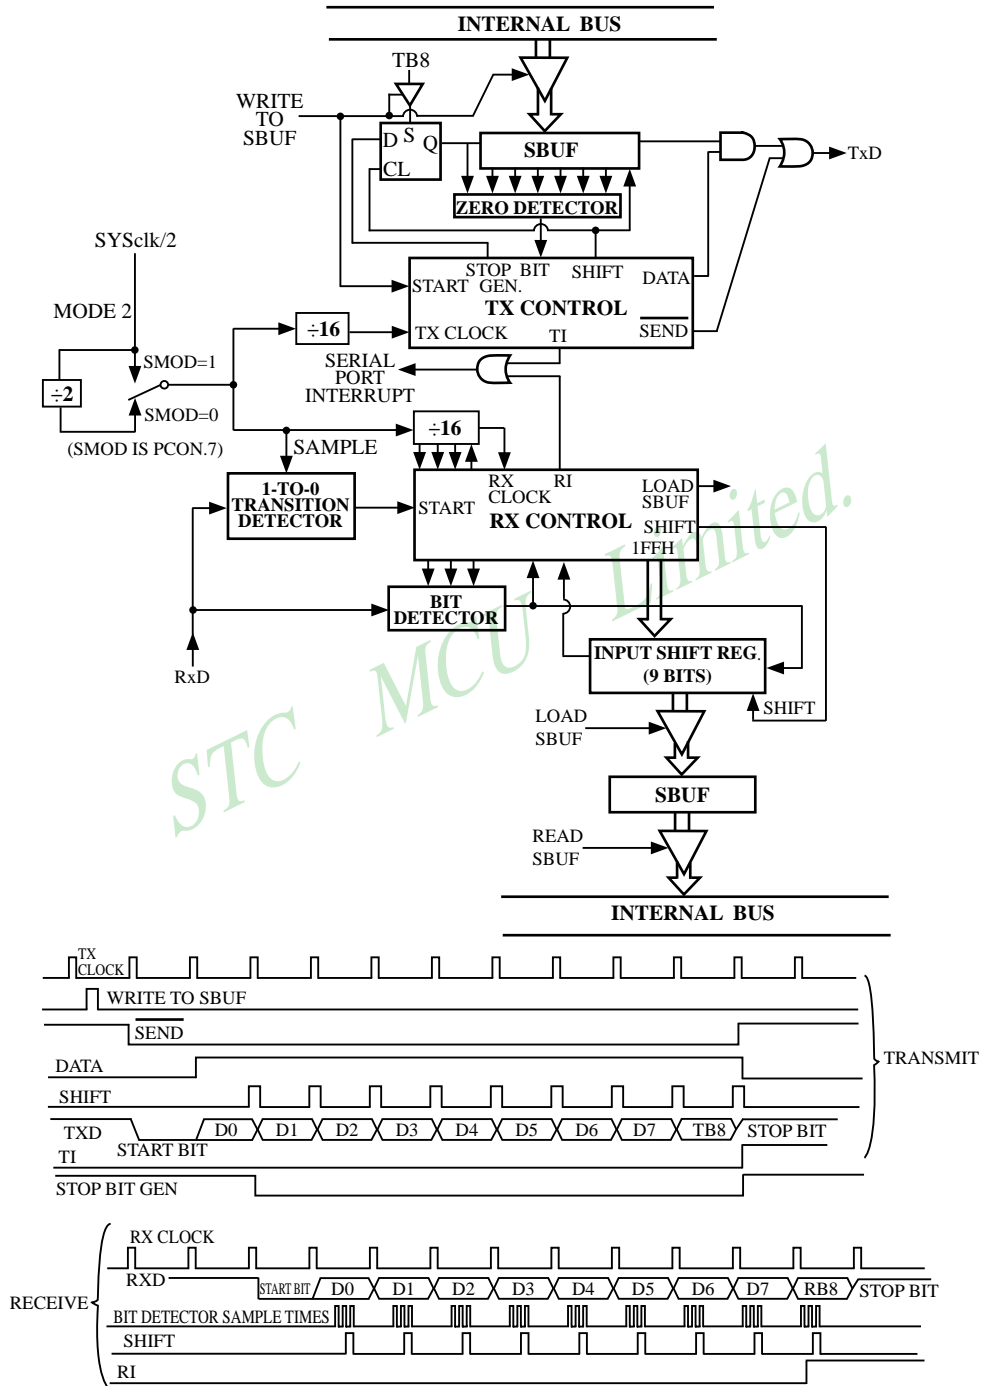 INTERNAL BUS
TB8
WRITE
TO
SBUF
D S Q
CL
SBUF
TxD
ZERO DETECTOR
SYSclk/2
STOP BIT SHIFT
START GEN.
DATA
TX CONTROL
MODE 2
÷16
TX CLOCK
TI
SEND
SERIAL
PORT
INTERRUPT
SMOD=1
÷2
SMOD=0
(SMOD IS PCON.7)
SAMPLE
÷16
1-TO-0
TRANSITION
DETECTOR
RX
CLOCK
RI
LOAD
SBUF
START
RX CONTROL
SHIFT
1FFH
BIT
DETECTOR
RxD
INPUT SHIFT REG.
(9 BITS)
SHIFT
LOAD
SBUF
SBUF
READ
SBUF
INTERNAL BUS
STC MCU Limited.
TX
CLOCK
WRITE TO SBUF
SEND
DATA
TRANSMIT
SHIFT
TXD
START BIT
D0 D1 D2 D3 D4 D5 D6 D7 TB8 STOP BIT
TI
STOP BIT GEN
RX CLOCK
RXD
START BIT D0 D1 D2 D3 D4 D5 D6 D7 RB8 STOP BIT
RECEIVE
BIT DETECTOR SAMPLE TIMES
SHIFT
RI